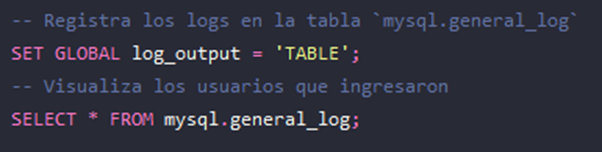 -- Registra los logs en la tabla `mysql.general_log`
SET GLOBAL log_output = 'TABLE';
-- Visualiza los usuarios que ingresaron
SELECT * FROM mysql.general_log;